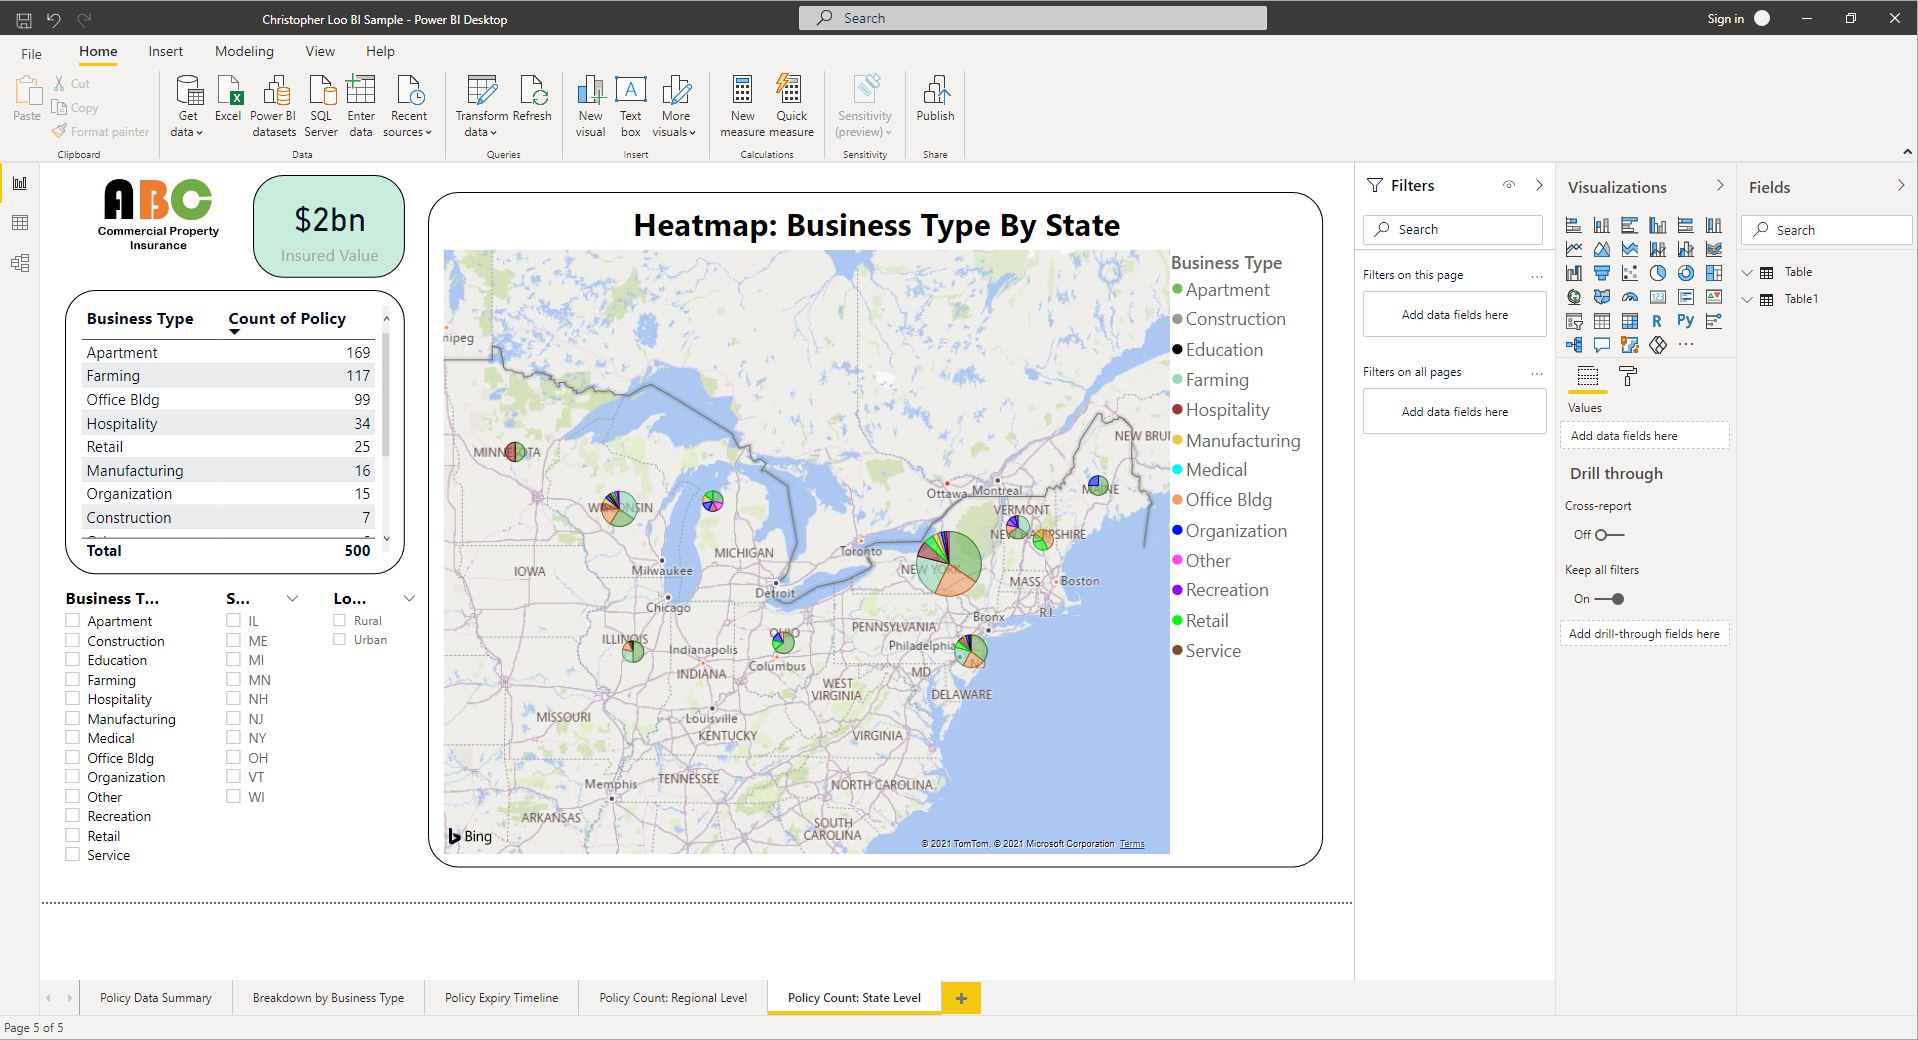 Christopher Loo BI Sample - Power BI Desktop
Search
Sign in
File
Home
Insert
Modeling
View
Help
Paste
Cut
Copy
Format painter
Clipboard
Get data
Excel
Power BI datasets
SQL Server
Enter data
Recent sources
Data
Transform data
Refresh
Queries
New visual
Text box
More visuals
Insert
New measure
Quick measure
Calculations
Sensitivity (preview)
Sensitivity
Publish
Share
ABC
Commercial Property
Insurance
$2bn
Insured Value
Business Type Count of Policy
Apartment 169
Farming 117
Office Bldg 99
Hospitality 34
Retail 25
Manufacturing 16
Organization 15
Construction 7
Total 500
Business T...
Apartment
Construction
Education
Farming
Hospitality
Manufacturing
Medical
Office Bldg
Organization
Other
Recreation
Retail
Service
S...
IL
ME
MI
MN
NH
NJ
NY
OH
VT
WI
Lo...
Rural
Urban
Heatmap: Business Type By State
nipeg
MINNESOTA
WISCONSIN
IOWA
Milwaukee
MICHIGAN
Chicago
Detroit
Toronto
Ottawa
Montreal
NEW BRU
MAINE
VERMONT
NEW HAMPSHIRE
NEW YORK
MASS.
Boston
R.I.
Bronx
PENNSYLVANIA
Philadelphia
N.J.
ILLINOIS
Indianapolis
INDIANA
OHIO
Columbus
MD
DELAWARE
WEST
VIRGINIA
MISSOURI
Louisville
KENTUCKY
VIRGINIA
Memphis
TENNESSEE
NORTH CAROLINA
ARKANSAS
SOUTH
CAROLINA
Bing
© 2021 TomTom, © 2021 Microsoft Corporation Terms
Business Type
Apartment
Construction
Education
Farming
Hospitality
Manufacturing
Medical
Office Bldg
Organization
Other
Recreation
Retail
Service
Filters
Search
Filters on this page ...
Add data fields here
Filters on all pages ...
Add data fields here
Visualizations
R
Py
...
Values
Add data fields here
Drill through
Cross-report
Off
Keep all filters
On
Add drill-through fields here
Fields
Search
Table
Table1
Policy Data Summary
Breakdown by Business Type
Policy Expiry Timeline
Policy Count: Regional Level
Policy Count: State Level
+
Page 5 of 5